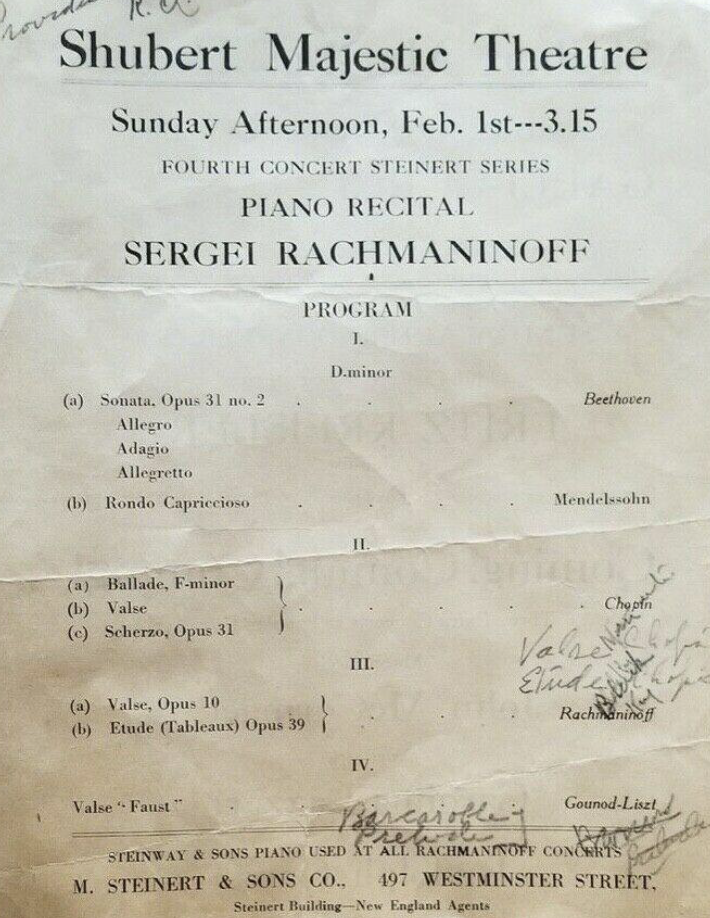 R. I.
Shubert Majestic Theatre
Sunday Afternoon, Feb. 1st---3.15
FOURTH CONCERT STEINERT SERIES
PIANO RECITAL
SERGEI RACHMANINOFF
PROGRAM
I.
D.minor
(a) Sonata, Opus 31 no. 2 . . . . Beethoven
Allegro
Adagio
Allegretto
(b) Rondo Capriccioso . . . . Mendelssohn
II.
(a) Ballade, F-minor
(b) Valse . . . . Chopin
(c) Scherzo, Opus 31
Valse Chopin
Etude Chopin
III.
(a) Valse, Opus 10
(b) Etude (Tableaux) Opus 39 . . . . Rachmaninoff
IV.
Valse "Faust" . . . . Gounod-Liszt
Barcarolle
Prelude
STEINWAY & SONS PIANO USED AT ALL RACHMANINOFF CONCERTS
M. STEINERT & SONS CO., 497 WESTMINSTER STREET,
Steinert Building—New England Agents